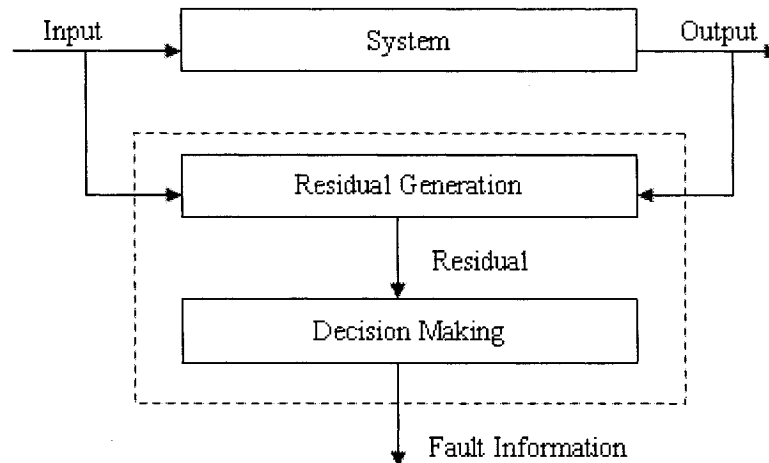 Input
System
Output
Residual Generation
Residual
Decision Making
Fault Information